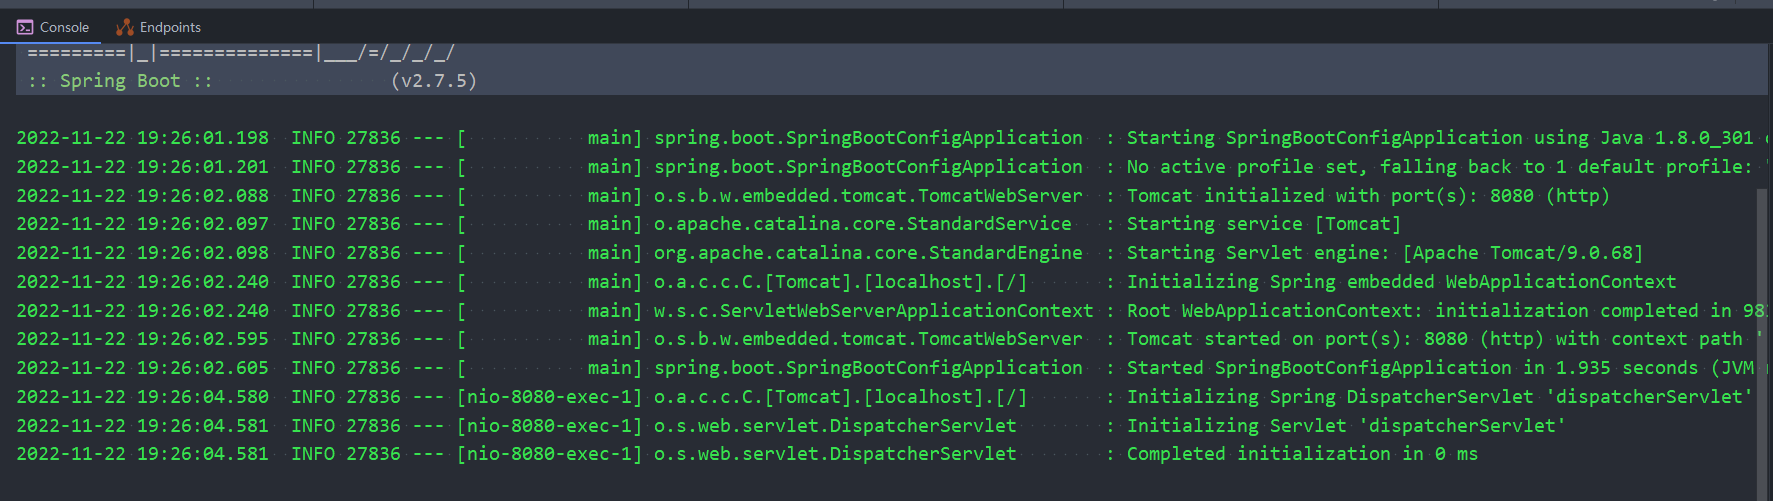 Console Endpoints
=========|_|==============|___/=/_/_/_/
:: Spring Boot :: (v2.7.5)
2022-11-22 19:26:01.198 INFO 27836 --- [ main] spring.boot.SpringBootConfigApplication : Starting SpringBootConfigApplication using Java 1.8.0_301
2022-11-22 19:26:01.201 INFO 27836 --- [ main] spring.boot.SpringBootConfigApplication : No active profile set, falling back to 1 default profile:
2022-11-22 19:26:02.088 INFO 27836 --- [ main] o.s.b.w.embedded.tomcat.TomcatWebServer : Tomcat initialized with port(s): 8080 (http)
2022-11-22 19:26:02.097 INFO 27836 --- [ main] o.apache.catalina.core.StandardService : Starting service [Tomcat]
2022-11-22 19:26:02.098 INFO 27836 --- [ main] org.apache.catalina.core.StandardEngine : Starting Servlet engine: [Apache Tomcat/9.0.68]
2022-11-22 19:26:02.240 INFO 27836 --- [ main] o.a.c.c.C.[Tomcat].[localhost].[/] : Initializing Spring embedded WebApplicationContext
2022-11-22 19:26:02.240 INFO 27836 --- [ main] w.s.c.ServletWebServerApplicationContext : Root WebApplicationContext: initialization completed in
2022-11-22 19:26:02.595 INFO 27836 --- [ main] o.s.b.w.embedded.tomcat.TomcatWebServer : Tomcat started on port(s): 8080 (http) with context path '
2022-11-22 19:26:02.605 INFO 27836 --- [ main] spring.boot.SpringBootConfigApplication : Started SpringBootConfigApplication in 1.935 seconds (JVM
2022-11-22 19:26:04.580 INFO 27836 --- [nio-8080-exec-1] o.a.c.c.C.[Tomcat].[localhost].[/] : Initializing Spring DispatcherServlet 'dispatcherServlet'
2022-11-22 19:26:04.581 INFO 27836 --- [nio-8080-exec-1] o.s.web.servlet.DispatcherServlet : Initializing Servlet 'dispatcherServlet'
2022-11-22 19:26:04.581 INFO 27836 --- [nio-8080-exec-1] o.s.web.servlet.DispatcherServlet : Completed initialization in 0 ms